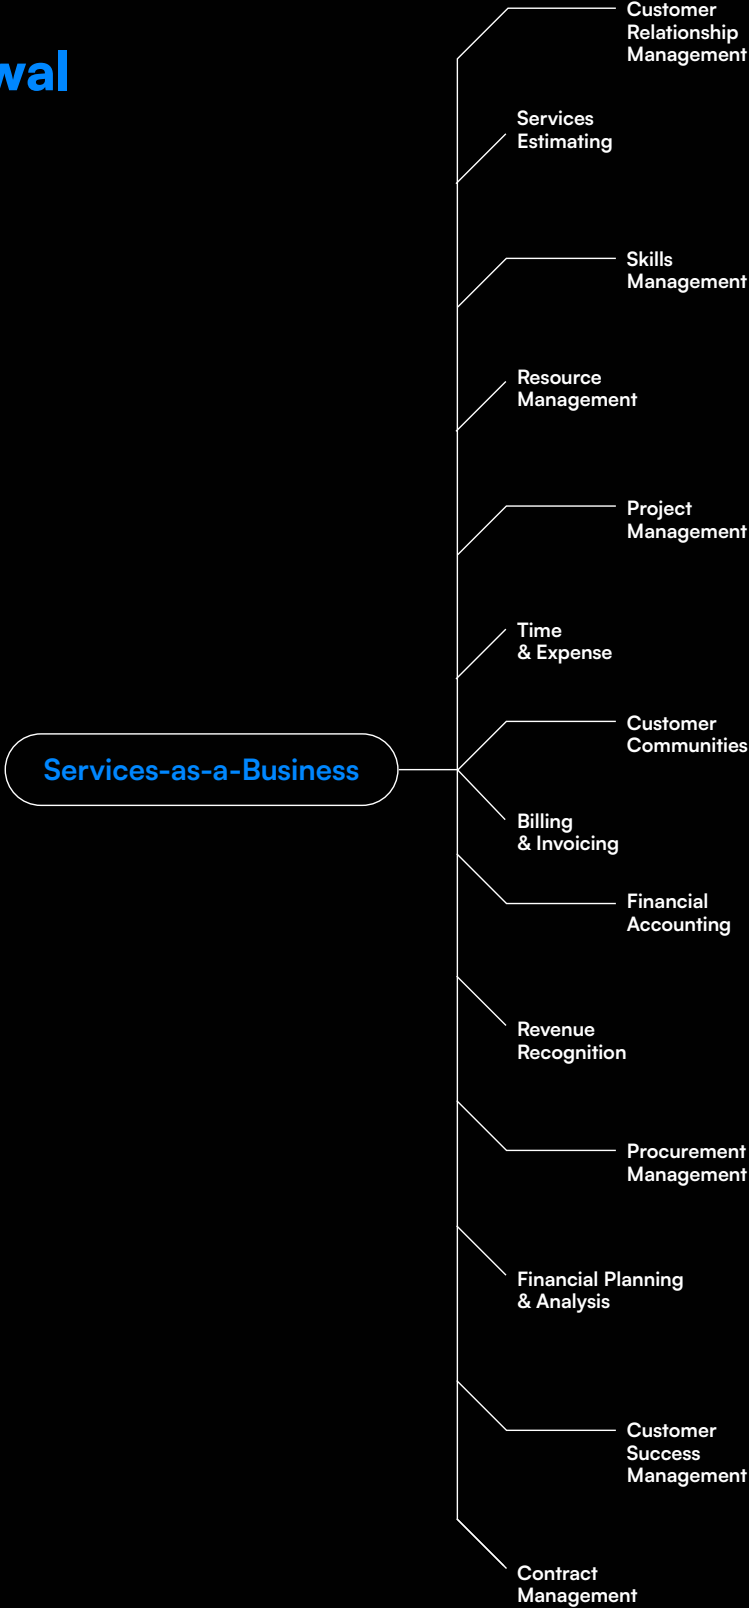 wal
Customer
Relationship
Management
Services
Estimating
Skills
Management
Resource
Management
Project
Management
Time
& Expense
Customer
Communities
Services-as-a-Business
Billing
& Invoicing
Financial
Accounting
Revenue
Recognition
Procurement
Management
Financial Planning
& Analysis
Customer
Success
Management
Contract
Management